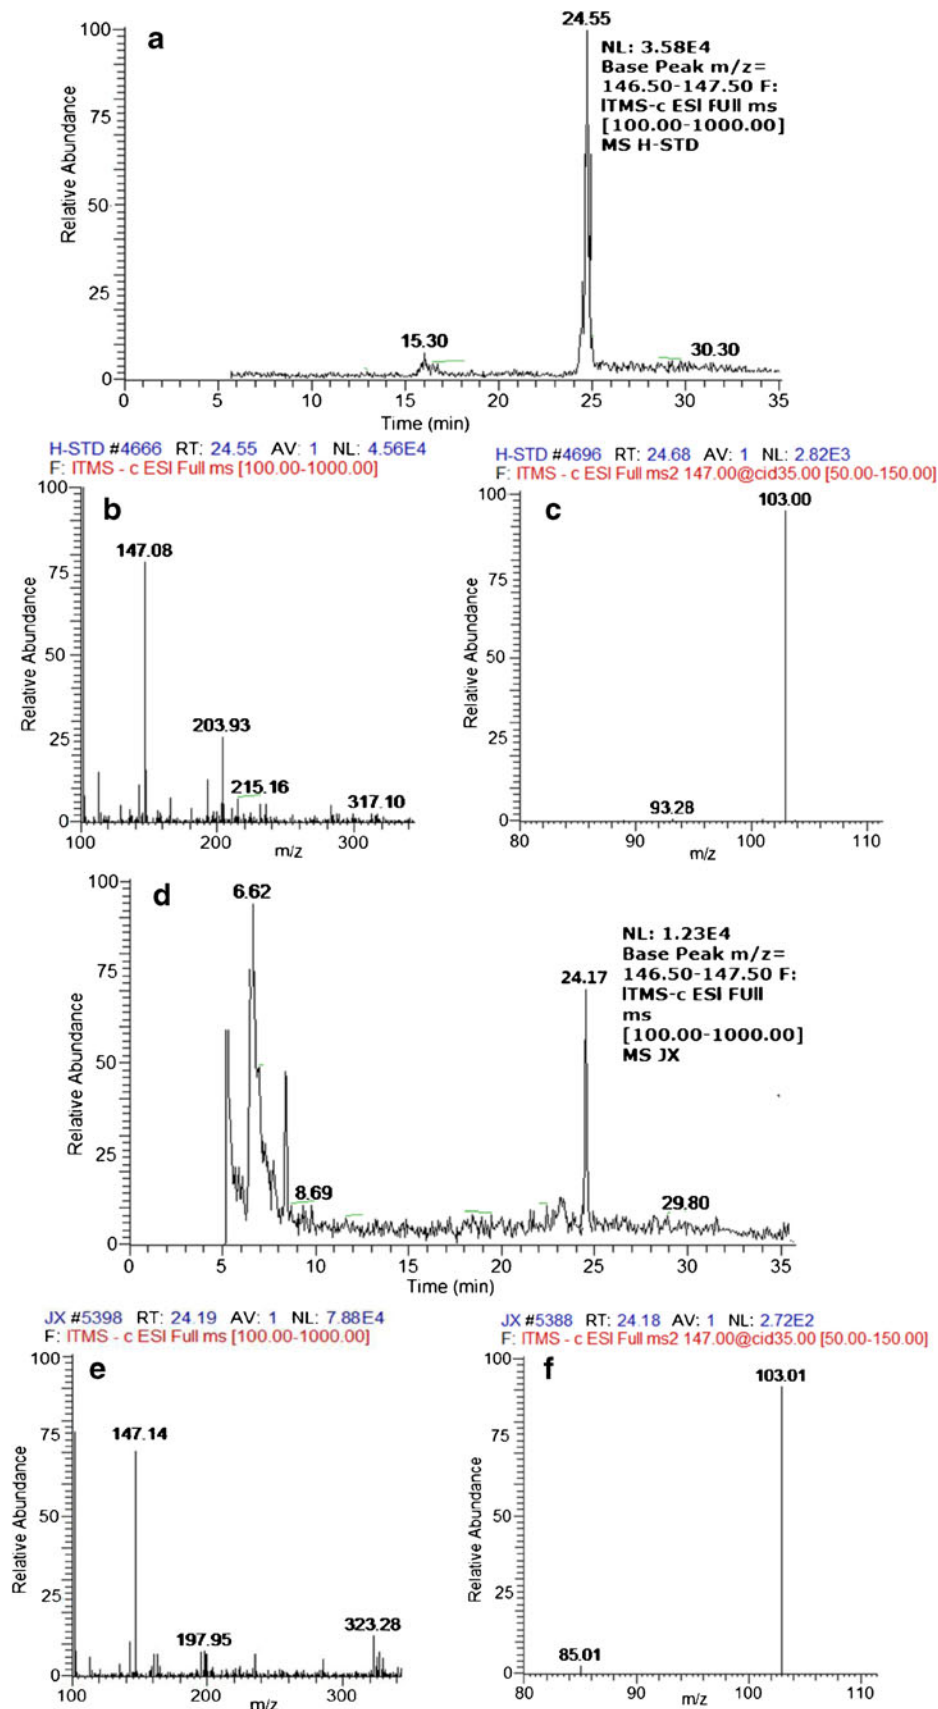 a
24.55
NL: 3.58E4
Base Peak m/z=
146.50-147.50 F:
ITMS-c ESI FUll ms
[100.00-1000.00]
MS H-STD
100
75
50
25
0
Relative Abundance
15.30
30.30
0 5 10 15 20 25 30 35
Time (min)
H-STD #4666 RT: 24.55 AV: 1 NL: 4.56E4
F: ITMS - c ESI Full ms [100.00-1000.00]
b
100
75
50
25
0
Relative Abundance
147.08
203.93
215.16
317.10
100 200 300
m/z
H-STD #4696 RT: 24.68 AV: 1 NL: 2.82E3
F: ITMS - c ESI Full ms2 147.00@cid35.00 [50.00-150.00]
c
100
75
50
25
0
Relative Abundance
103.00
93.28
80 90 100 110
m/z
d
100
75
50
25
0
Relative Abundance
6.62
8.69
24.17
29.80
NL: 1.23E4
Base Peak m/z=
146.50-147.50 F:
ITMS-c ESI FUll
ms
[100.00-1000.00]
MS JX
0 5 10 15 20 25 30 35
Time (min)
JX #5398 RT: 24.19 AV: 1 NL: 7.88E4
F: ITMS - c ESI Full ms [100.00-1000.00]
e
100
75
50
25
0
Relative Abundance
147.14
197.95
323.28
100 200 300
m/z
JX #5388 RT: 24.18 AV: 1 NL: 2.72E2
F: ITMS - c ESI Full ms2 147.00@cid35.00 [50.00-150.00]
f
100
75
50
25
0
Relative Abundance
103.01
85.01
80 90 100 110
m/z